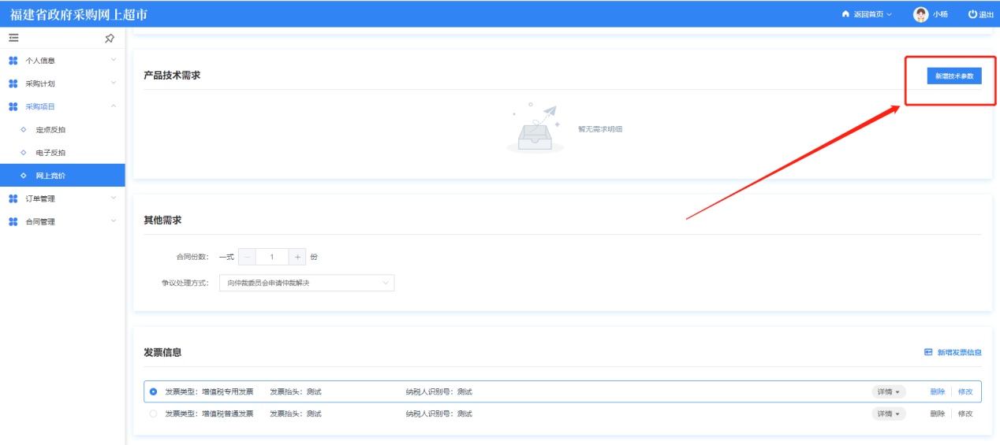 福建省政府采购网上超市
返回首页
小杨
退出
个人信息
采购计划
采购项目
定点反拍
电子反拍
网上竞价
订单管理
合同管理
产品技术需求
新增技术参数
暂无需求明细
其他需求
合同份数: 一式 － 1 + 份
争议处理方式: 向仲裁委员会申请仲裁解决
发票信息
新增发票信息
发票类型: 增值税专用发票 发票抬头: 测试 纳税人识别号: 测试 详情 删除 修改
发票类型: 增值税普通发票 发票抬头: 测试 纳税人识别号: 测试 详情 删除 修改